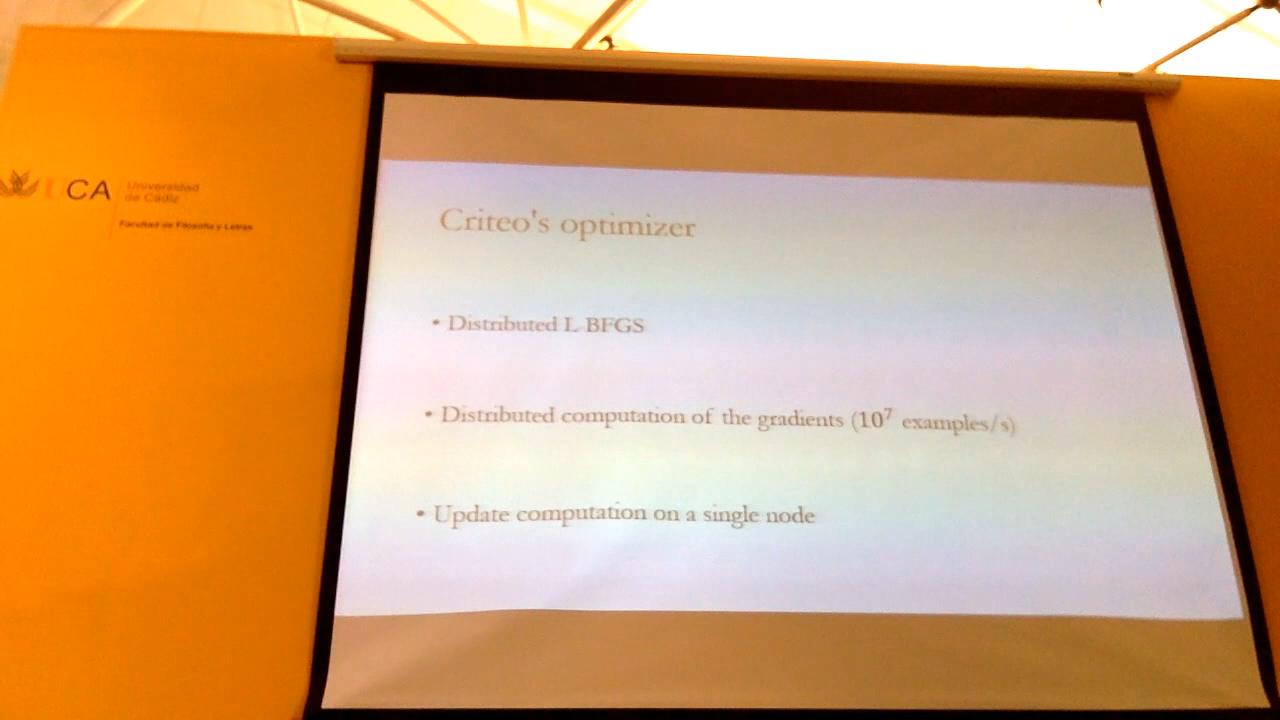 UCA
Universidad
de Cádiz
Facultad de Filosofía y Letras
Criteo's optimizer
• Distributed L-BFGS
• Distributed computation of the gradients (10⁷ examples/s)
• Update computation on a single node